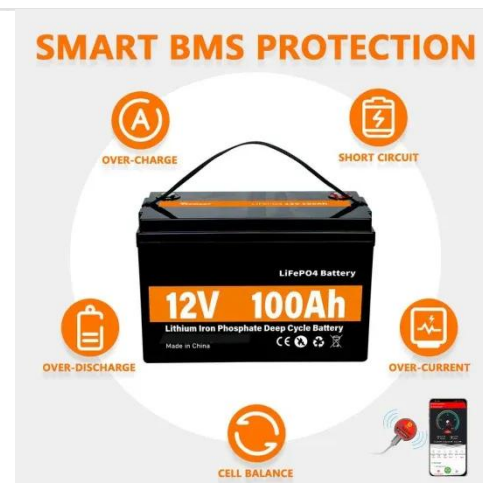 SMART BMS PROTECTION
OVER-CHARGE
SHORT CIRCUIT
LiFePO4 Battery
12V 100Ah
Lithium Iron Phosphate Deep Cycle Battery
Made in China
CE
OVER-DISCHARGE
OVER-CURRENT
CELL BALANCE